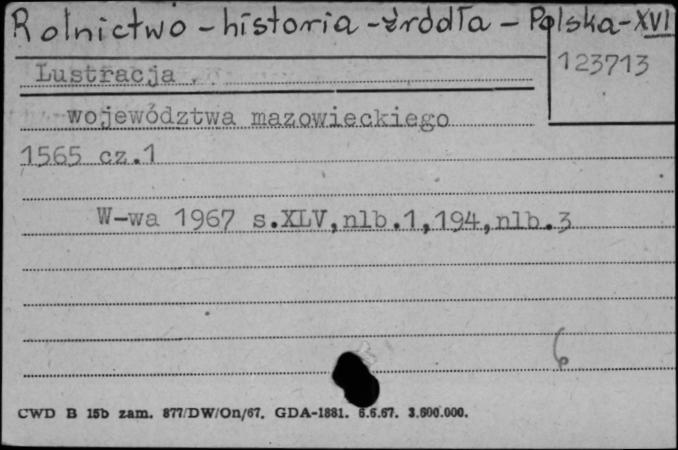 Rolnictwo - historia - źródła - Polska - XVI
Lustracja
123713
województwa mazowieckiego
1565 cz.1
W-wa 1967 s.XLV,nlb.1,194,nlb.3
6
CWD B 15b zam. 877/DW/On/67. GDA-1881. 6.6.67. 3.600.000.